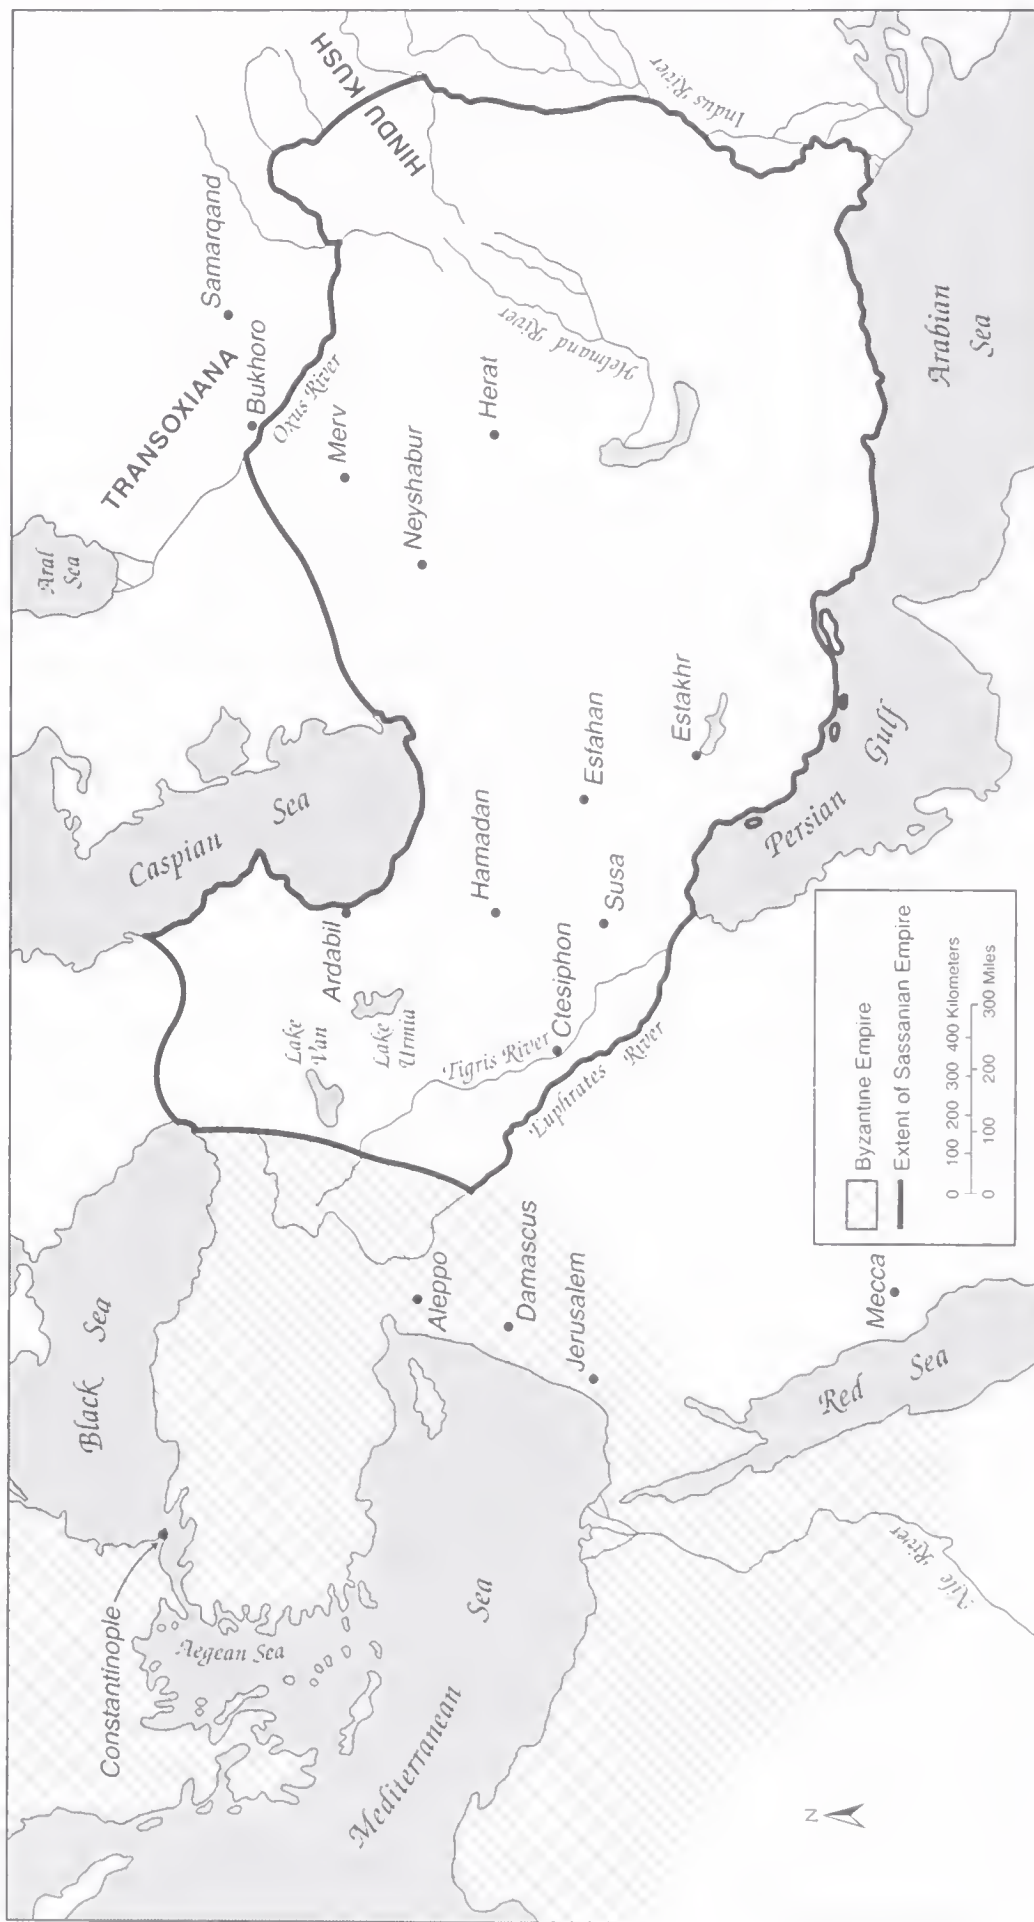 Constantinople
Black
Sea
Aegean Sea
Mediterranean
Sea
Aleppo
Damascus
Jerusalem
Nile River
Red
Sea
Mecca
Caspian
Sea
Aral
Sea
TRANSOXIANA
Samarqand
Bukhoro
Oxus River
HINDU KUSH
Merv
Neyshabur
Herat
Helmand River
Indus River
Lake
Van
Lake
Urmia
Ardabil
Tigris River
Ctesiphon
Euphrates River
Hamadan
Susa
Esfahan
Estakhr
Persian
Gulf
Arabian
Sea
N
Byzantine Empire
Extent of Sassanian Empire
0 100 200 300 400 Kilometers
0 100 200 300 Miles